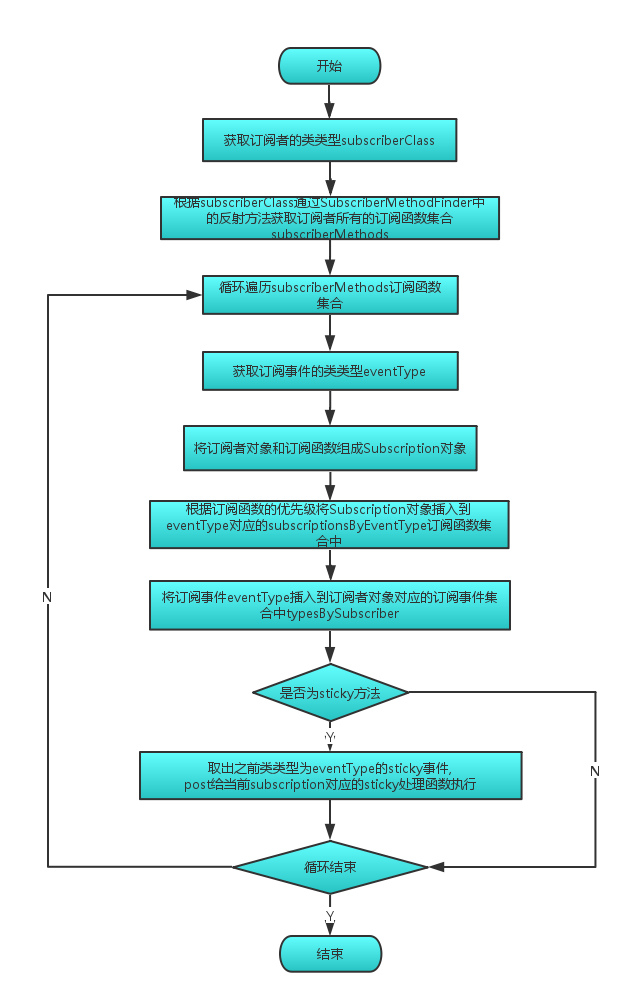 开始
获取订阅者的类类型subscriberClass
根据subscriberClass通过SubscriberMethodFinder中
的反射方法获取订阅者所有的订阅函数集合
subscriberMethods
循环遍历subscriberMethods订阅函数
集合
获取订阅事件的类类型eventType
将订阅者对象和订阅函数组成Subscription对象
根据订阅函数的优先级将Subscription对象插入到
eventType对应的subscriptionsByEventType订阅函数集
合中
N
将订阅事件eventType插入到订阅者对象对应的订阅事件集
合中typesBySubscriber
是否为sticky方法
Y
取出之前类类型为eventType的sticky事件,
post给当前subscription对应的sticky处理函数执行
N
循环结束
Y
结束